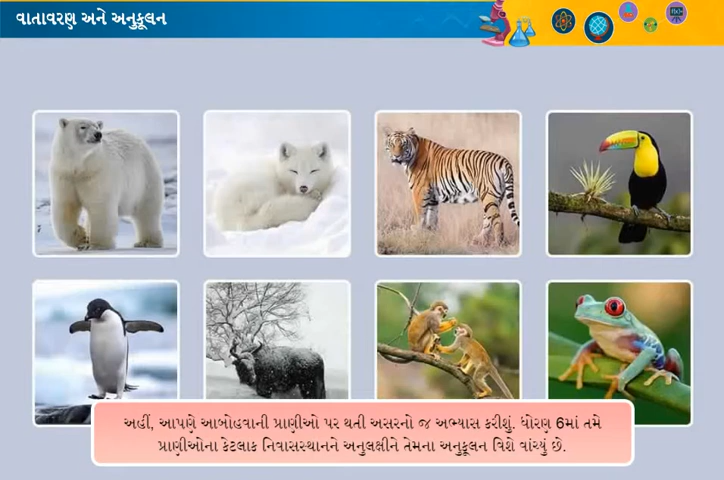 વાતાવરણ અને અનુકૂલન
અહીં, આપણે આબોહવાની પ્રાણીઓ પર થતી અસરનો જ અભ્યાસ કરીશું. ધોરણ 6માં તમે
પ્રાણીઓના કેટલાક નિવાસસ્થાનને અનુલક્ષીને તેમના અનુકૂલન વિશે વાંચ્યું છે.